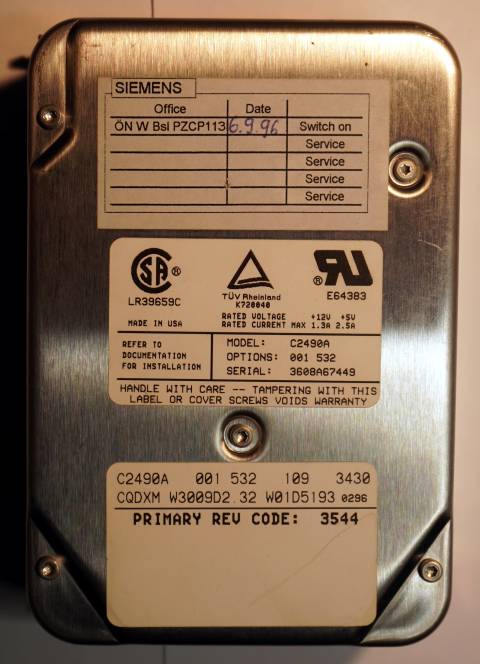 SIEMENS
Office Date
ÖN W Bsi PZCP113 6.9.96 Switch on
Service
Service
Service
Service
CSA ® TÜV Rheinland ® RU
LR39659C K720040 E64383
MADE IN USA
RATED VOLTAGE +12V +5V
RATED CURRENT MAX 1.3A 2.5A
REFER TO
DOCUMENTATION
FOR INSTALLATION
MODEL: C2490A
OPTIONS: 001 532
SERIAL: 3608A67449
HANDLE WITH CARE -- TAMPERING WITH THIS
LABEL OR COVER SCREWS VOIDS WARRANTY
C2490A 001 532 109 3430
CQDXM W3009D2.32 W01D5193 0296
PRIMARY REV CODE: 3544